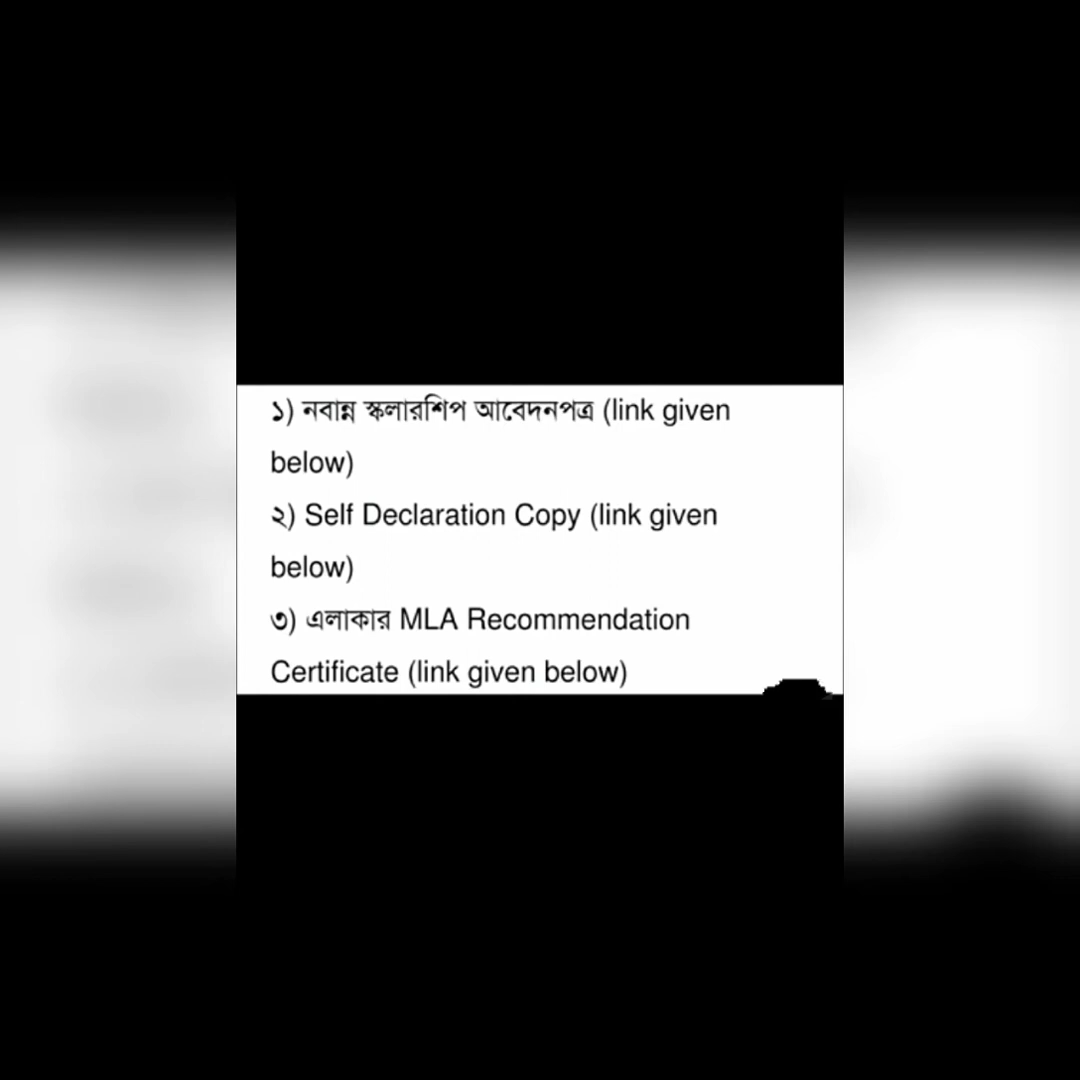 ১) নবান্ন স্কলারশিপ আবেদনপত্র (link given
below)
২) Self Declaration Copy (link given
below)
৩) এলাকার MLA Recommendation
Certificate (link given below)